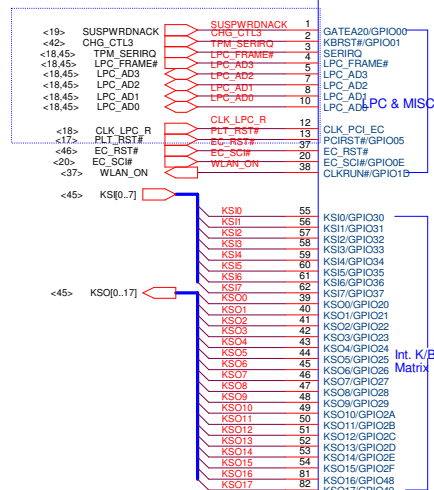 <19> SUSPWRDNACK SUSPWRDNACK 1 GATEA20/GPIO00
<42> CHG_CTL3 CHG_CTL3 2 KBRST#/GPIO01
<18,45> TPM_SERIRQ TPM_SERIRQ 3 SERIRQ
<18,45> LPC_FRAME# LPC_FRAME# 4 LPC_FRAME#
<18,45> LPC_AD3 LPC_AD3 5 LPC_AD3
<18,45> LPC_AD2 LPC_AD2 7 LPC_AD2
<18,45> LPC_AD1 LPC_AD1 8 LPC_AD1
<18,45> LPC_AD0 LPC_AD0 10 LPC_AD0
LPC & MISC
<18> CLK_LPC_R CLK_LPC_R 12 CLK_PCI_EC
<17> PLT_RST# PLT_RST# 13 PCIRST#/GPIO05
<46> EC_RST# EC_RST# 37 EC_RST#
<20> EC_SCI# EC_SCI# 20 EC_SCI#/GPIO0E
<37> WLAN_ON WLAN_ON 38 CLKRUN#/GPIO1D
<45> KSI[0..7]
KSI0 55 KSI0/GPIO30
KSI1 56 KSI1/GPIO31
KSI2 57 KSI2/GPIO32
KSI3 58 KSI3/GPIO33
KSI4 59 KSI4/GPIO34
KSI5 60 KSI5/GPIO35
KSI6 61 KSI6/GPIO36
KSI7 62 KSI7/GPIO37
<45> KSO[0..17]
KSO0 39 KSO0/GPIO20
KSO1 40 KSO1/GPIO21
KSO2 41 KSO2/GPIO22
KSO3 42 KSO3/GPIO23
KSO4 43 KSO4/GPIO24
KSO5 44 KSO5/GPIO25
KSO6 45 KSO6/GPIO26
KSO7 46 KSO7/GPIO27
KSO8 47 KSO8/GPIO28
KSO9 48 KSO9/GPIO29
KSO10 49 KSO10/GPIO2A
KSO11 50 KSO11/GPIO2B
KSO12 51 KSO12/GPIO2C
KSO13 52 KSO13/GPIO2D
KSO14 53 KSO14/GPIO2E
KSO15 54 KSO15/GPIO2F
KSO16 81 KSO16/GPIO48
KSO17 82 KSO17/GPIO49
Int. K/B
Matrix